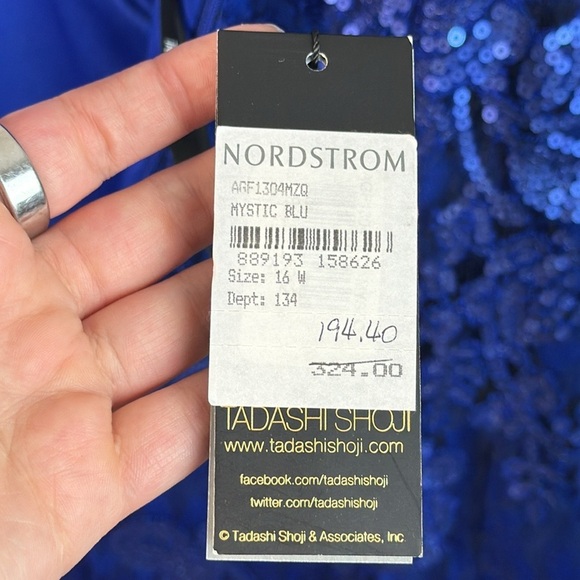 NORDSTROM
AGF1304MZQ
MYSTIC BLU
889193 158626
Size: 16 W
Dept: 134
194.40
324.00
TADASHI SHOJI
www.tadashishoji.com
facebook.com/tadashishoji
twitter.com/tadashishoji
© Tadashi Shoji & Associates, Inc.